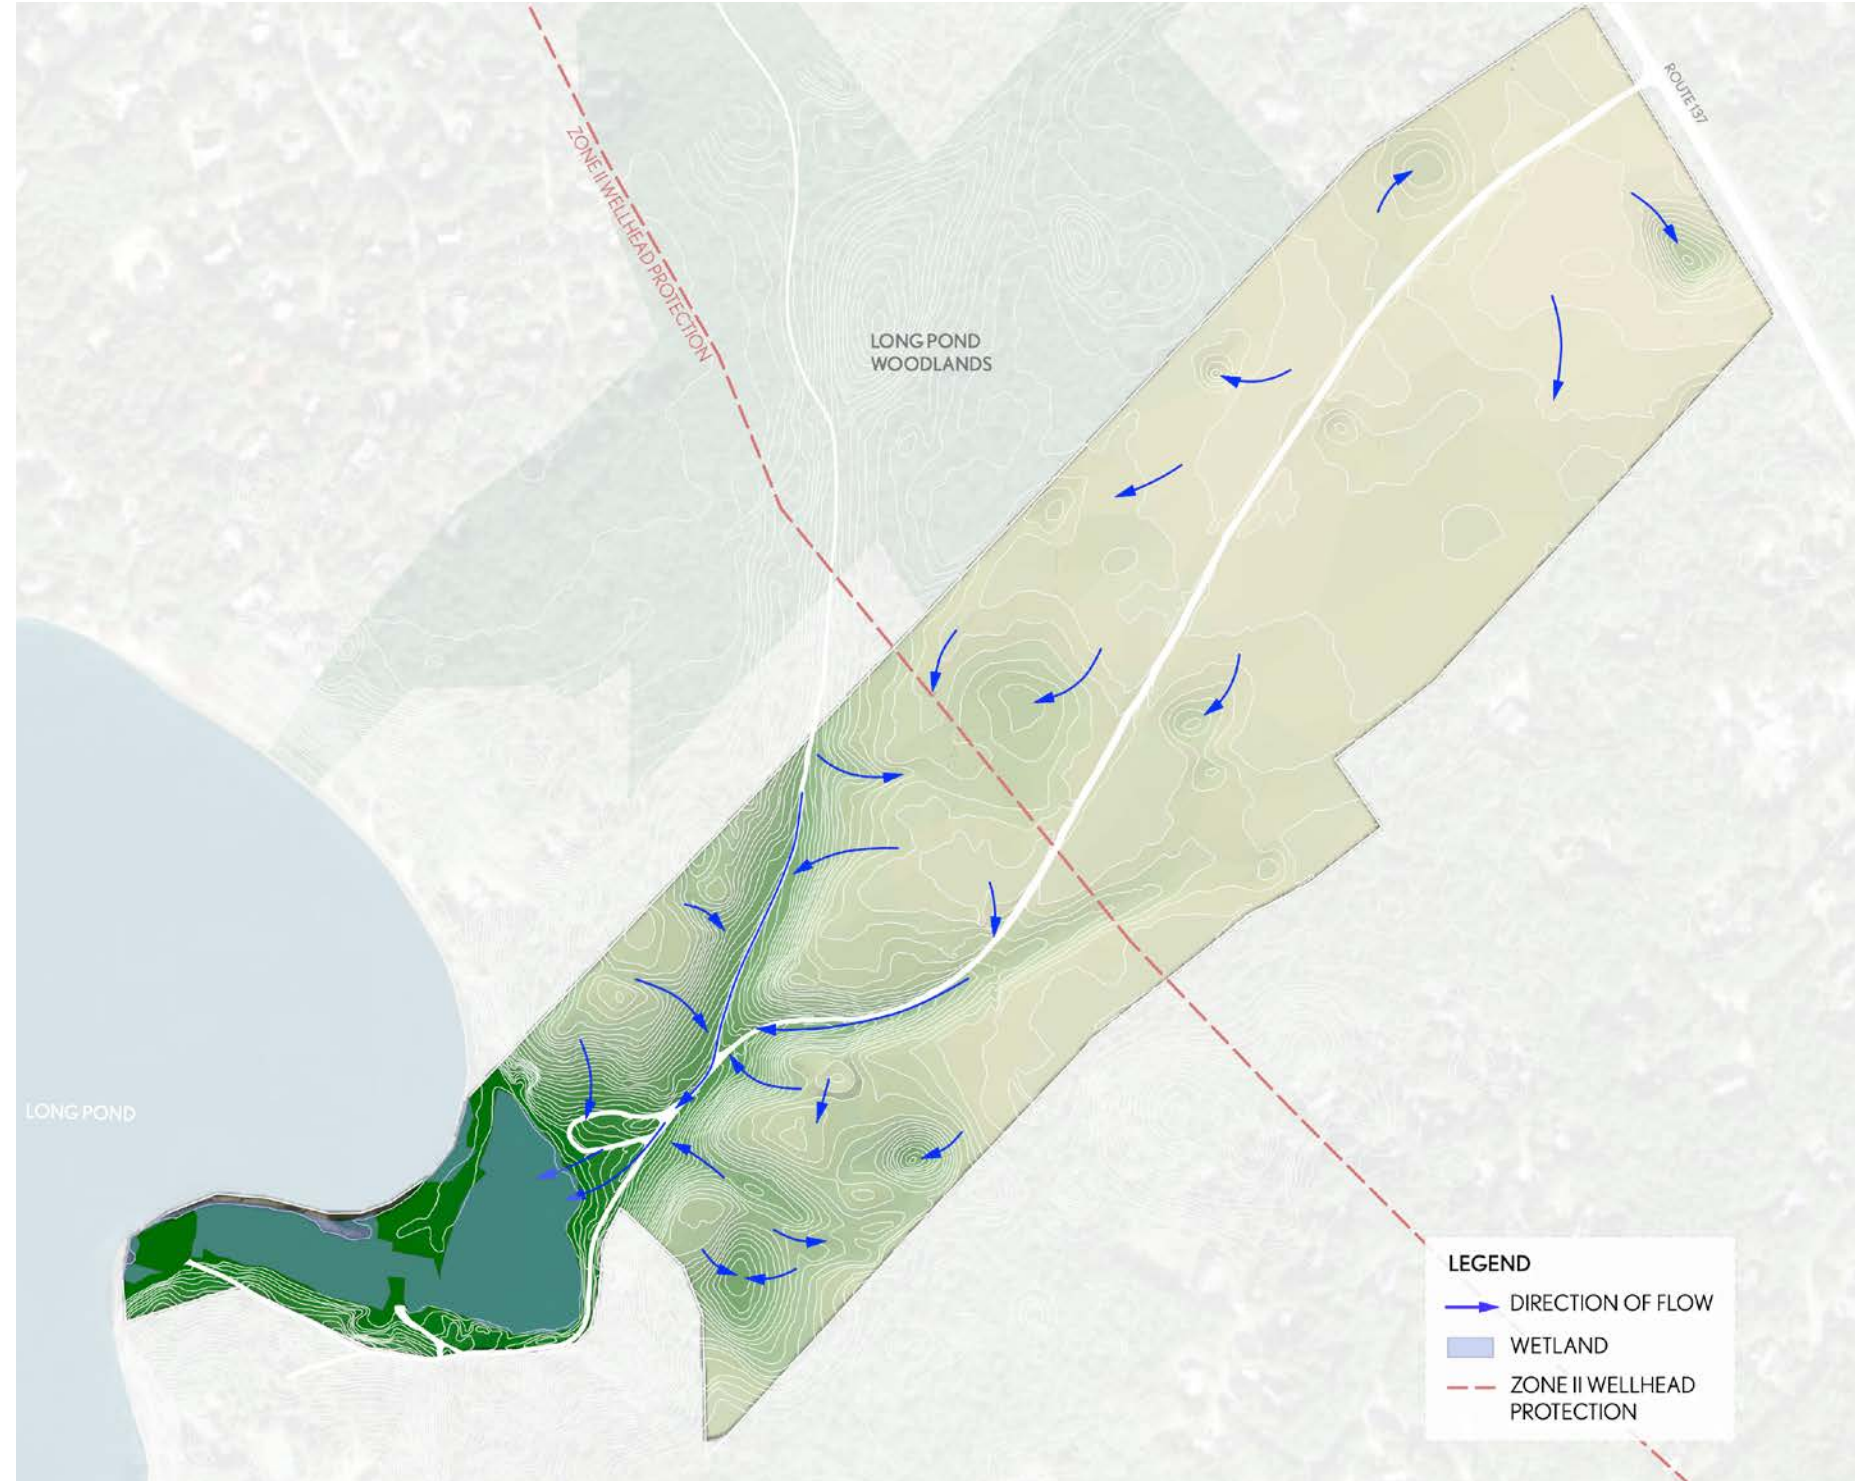 ROUTE 137
ZONE II WELLHEAD PROTECTION
LONG POND
WOODLANDS
LONG POND
LEGEND
DIRECTION OF FLOW
WETLAND
ZONE II WELLHEAD
PROTECTION